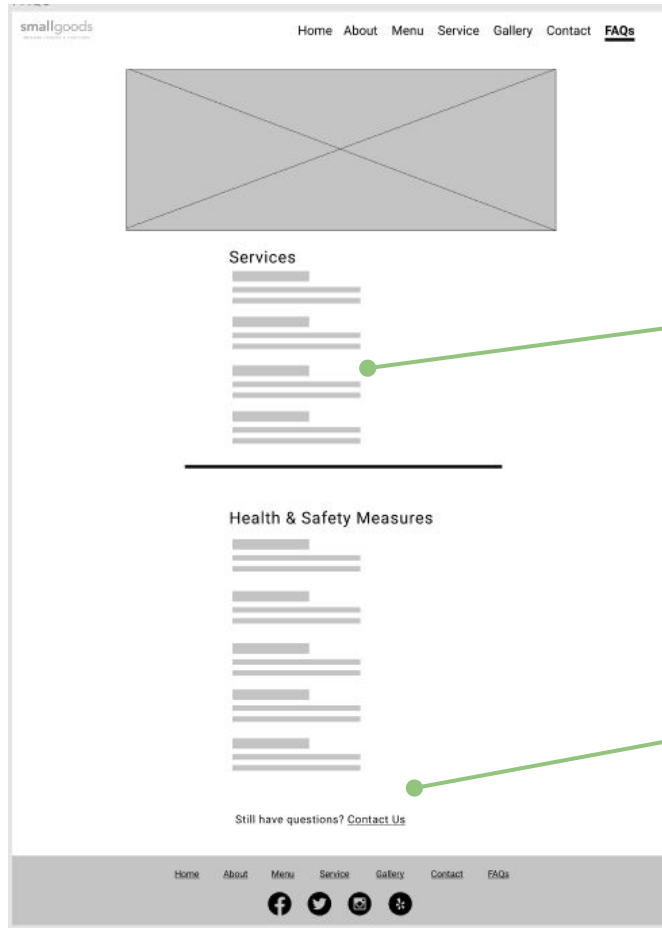 smallgoods
Home About Menu Service Gallery Contact FAQs
Services
Health & Safety Measures
Still have questions? Contact Us
Home About Menu Service Gallery Contact FAQs